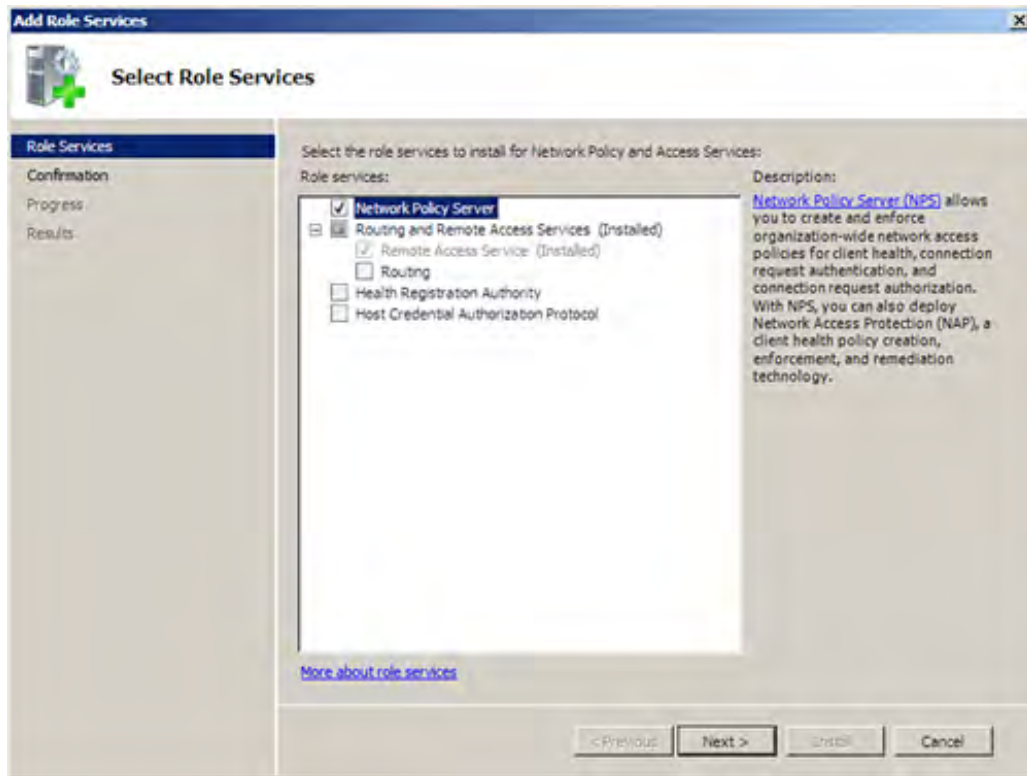 Add Role Services
Select Role Services
Role Services
Confirmation
Progress
Results
Select the role services to install for Network Policy and Access Services:
Role services:
Network Policy Server
Routing and Remote Access Services (Installed)
Remote Access Service (Installed)
Routing
Health Registration Authority
Host Credential Authorization Protocol
More about role services
Description:
Network Policy Server (NPS) allows
you to create and enforce
organization-wide network access
policies for client health, connection
request authentication, and
connection request authorization.
With NPS, you can also deploy
Network Access Protection (NAP), a
client health policy creation,
enforcement, and remediation
technology.
< Previous
Next >
Install
Cancel